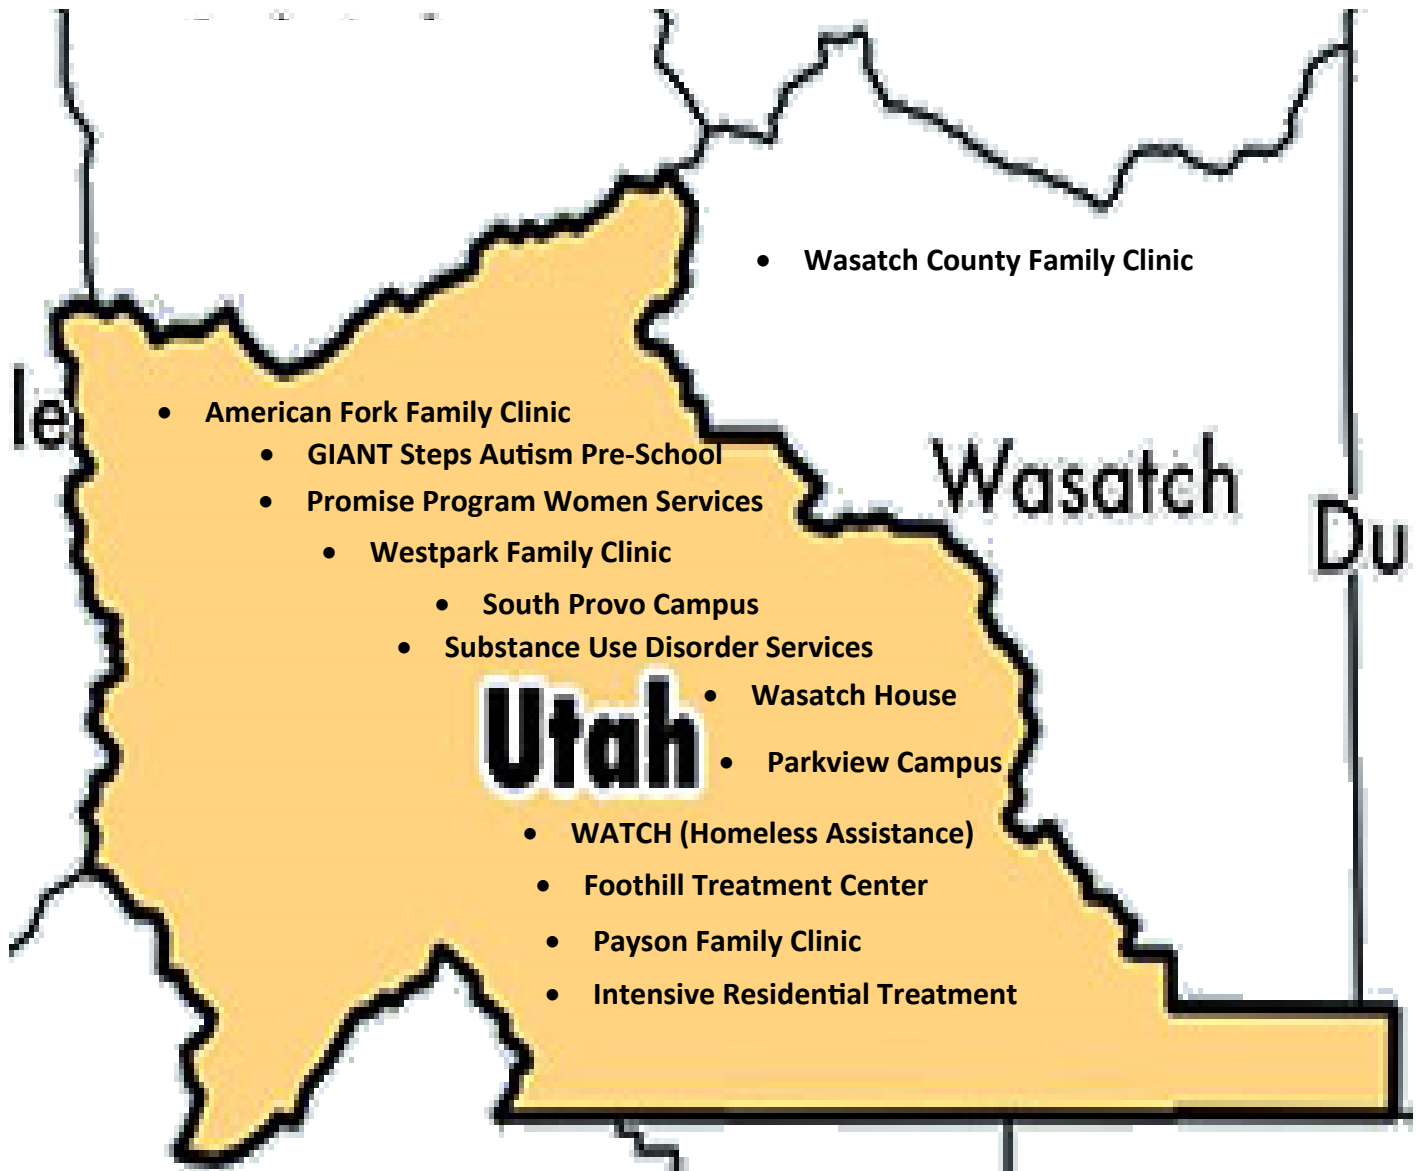 • Wasatch County Family Clinic
le
• American Fork Family Clinic
• GIANT Steps Autism Pre-School
Wasatch
• Promise Program Women Services
Du
• Westpark Family Clinic
• South Provo Campus
• Substance Use Disorder Services
Utah
• Wasatch House
• Parkview Campus
• WATCH (Homeless Assistance)
• Foothill Treatment Center
• Payson Family Clinic
• Intensive Residential Treatment